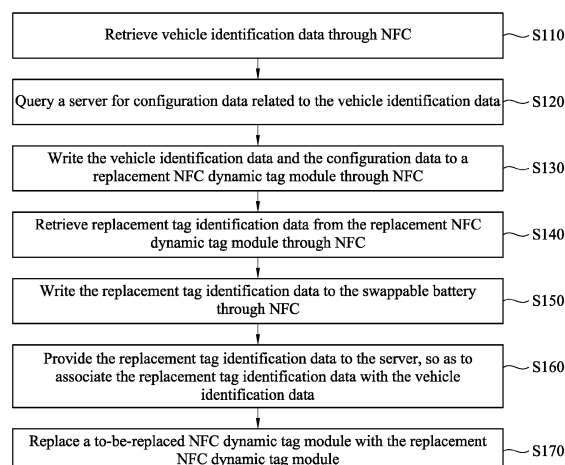 Retrieve vehicle identification data through NFC
S110
Query a server for configuration data related to the vehicle identification data
S120
Write the vehicle identification data and the configuration data to a
replacement NFC dynamic tag module through NFC
S130
Retrieve replacement tag identification data from the replacement NFC
dynamic tag module through NFC
S140
Write the replacement tag identification data to the swappable battery
through NFC
S150
Provide the replacement tag identification data to the server, so as to
associate the replacement tag identification data with the vehicle
identification data
S160
Replace a to-be-replaced NFC dynamic tag module with the replacement
NFC dynamic tag module
S170